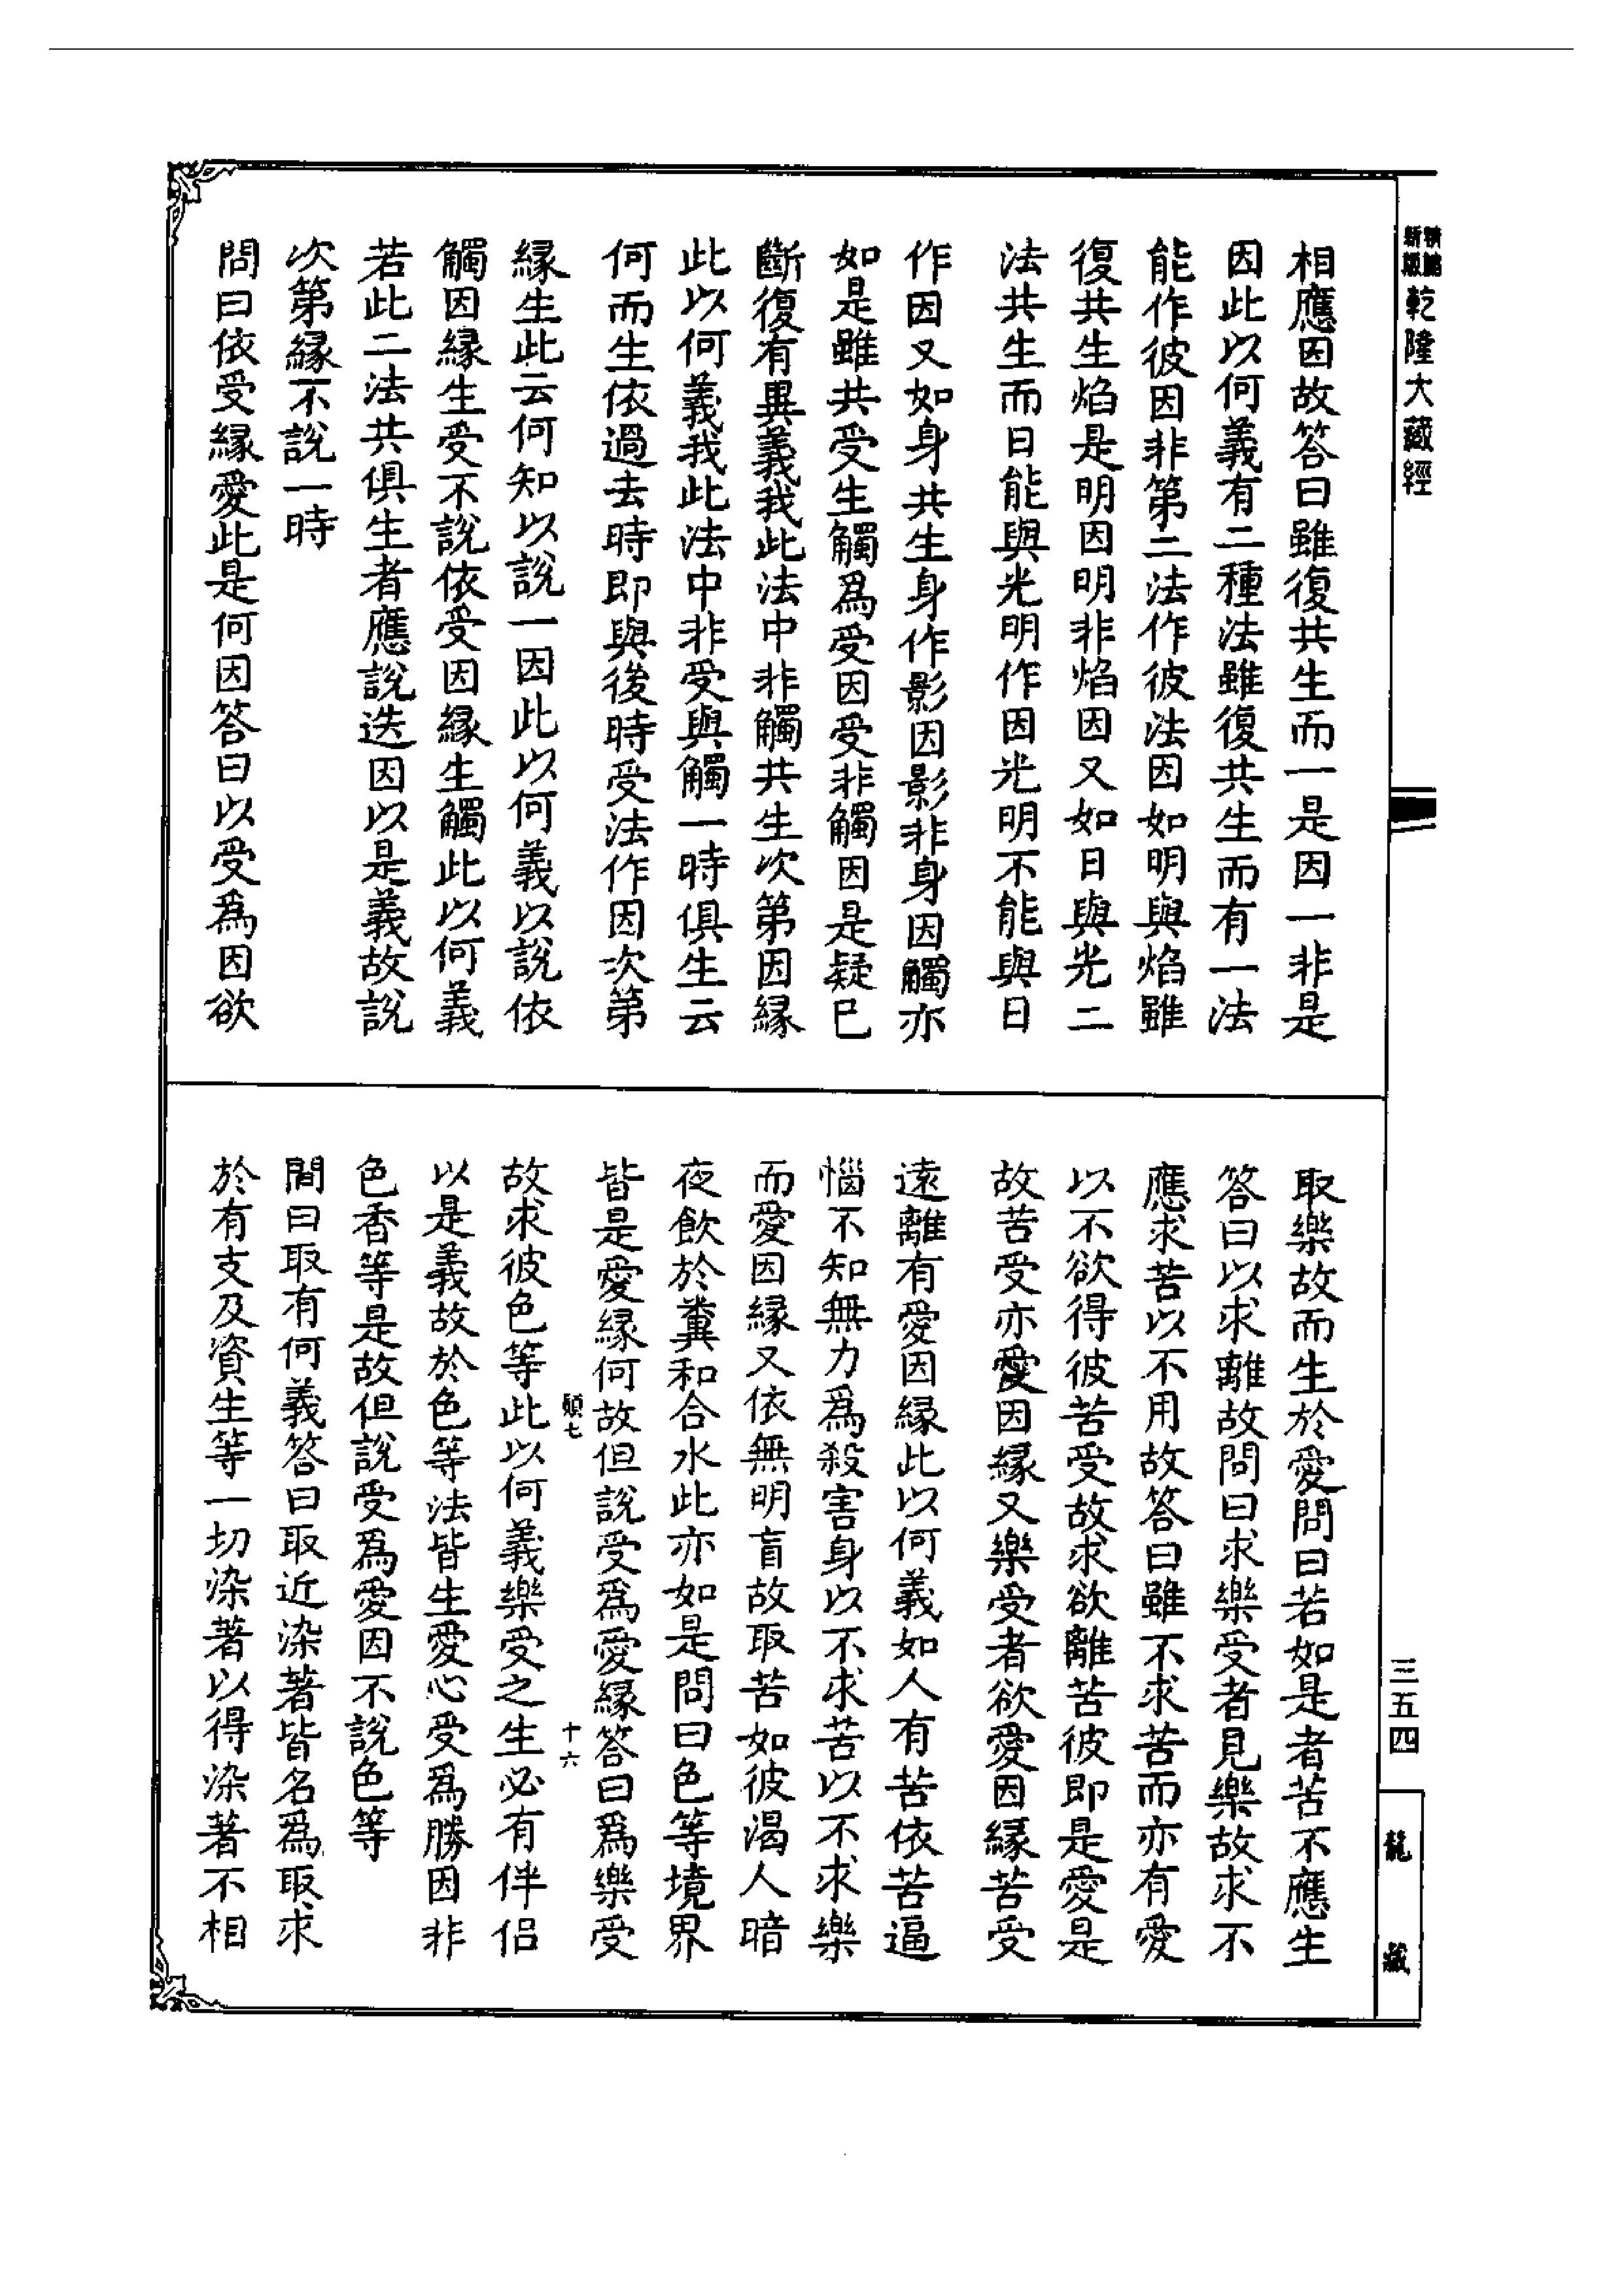 乾隆大藏經
相應因故答曰雖復共生而一是因一非是
因此以何義有二種法雖復共生而有一法
能作彼因非第二法作彼法因如明與焰雖
復共生焰是明因明非焰因又如日與光二
法共生而日能與光明作因光明不能與日
作因又如身共生身作影因影非身因觸亦
如是雖共受生觸為受因受非觸因是疑已
斷復有異義我此法中非觸共生次第因緣
此以何義我此法中非受與觸一時俱生云
何而生依過去時即與後時受法作因次第
緣生此云何知以說一因此以何義以說依
觸因緣生受不說依受因緣生觸此以何義
若此二法共俱生者應說迭因以是義故說
次第緣不說一時
問曰依受緣愛此是何因答曰以受為因欲
取樂故而生於愛問曰若如是者苦不應生
答曰以求離故問曰求樂受者見樂故求不
應求苦以不用故答曰雖不求苦而亦有愛
以不欲得彼苦受故求欲離苦彼即是愛是
故苦受亦愛因緣又樂受者欲愛因緣苦受
遠離有愛因緣此以何義如人有苦依苦逼
惱不知無力為殺害身以不求苦以不求樂
而愛因緣又依無明盲故取苦如彼渴人暗
夜飲於糞和合水此亦如是問曰色等境界
皆是愛緣何故但說受為愛緣答曰為樂受
故求彼色等此以何義樂受之生必有伴侶
以是義故於色等法皆生愛心受為勝因非
色香等是故但說受為愛因不說色等
問曰取有何義答曰取近染著皆名為取求
於有支及資生等一切染著以得染著不相
十六
三五四
龍藏